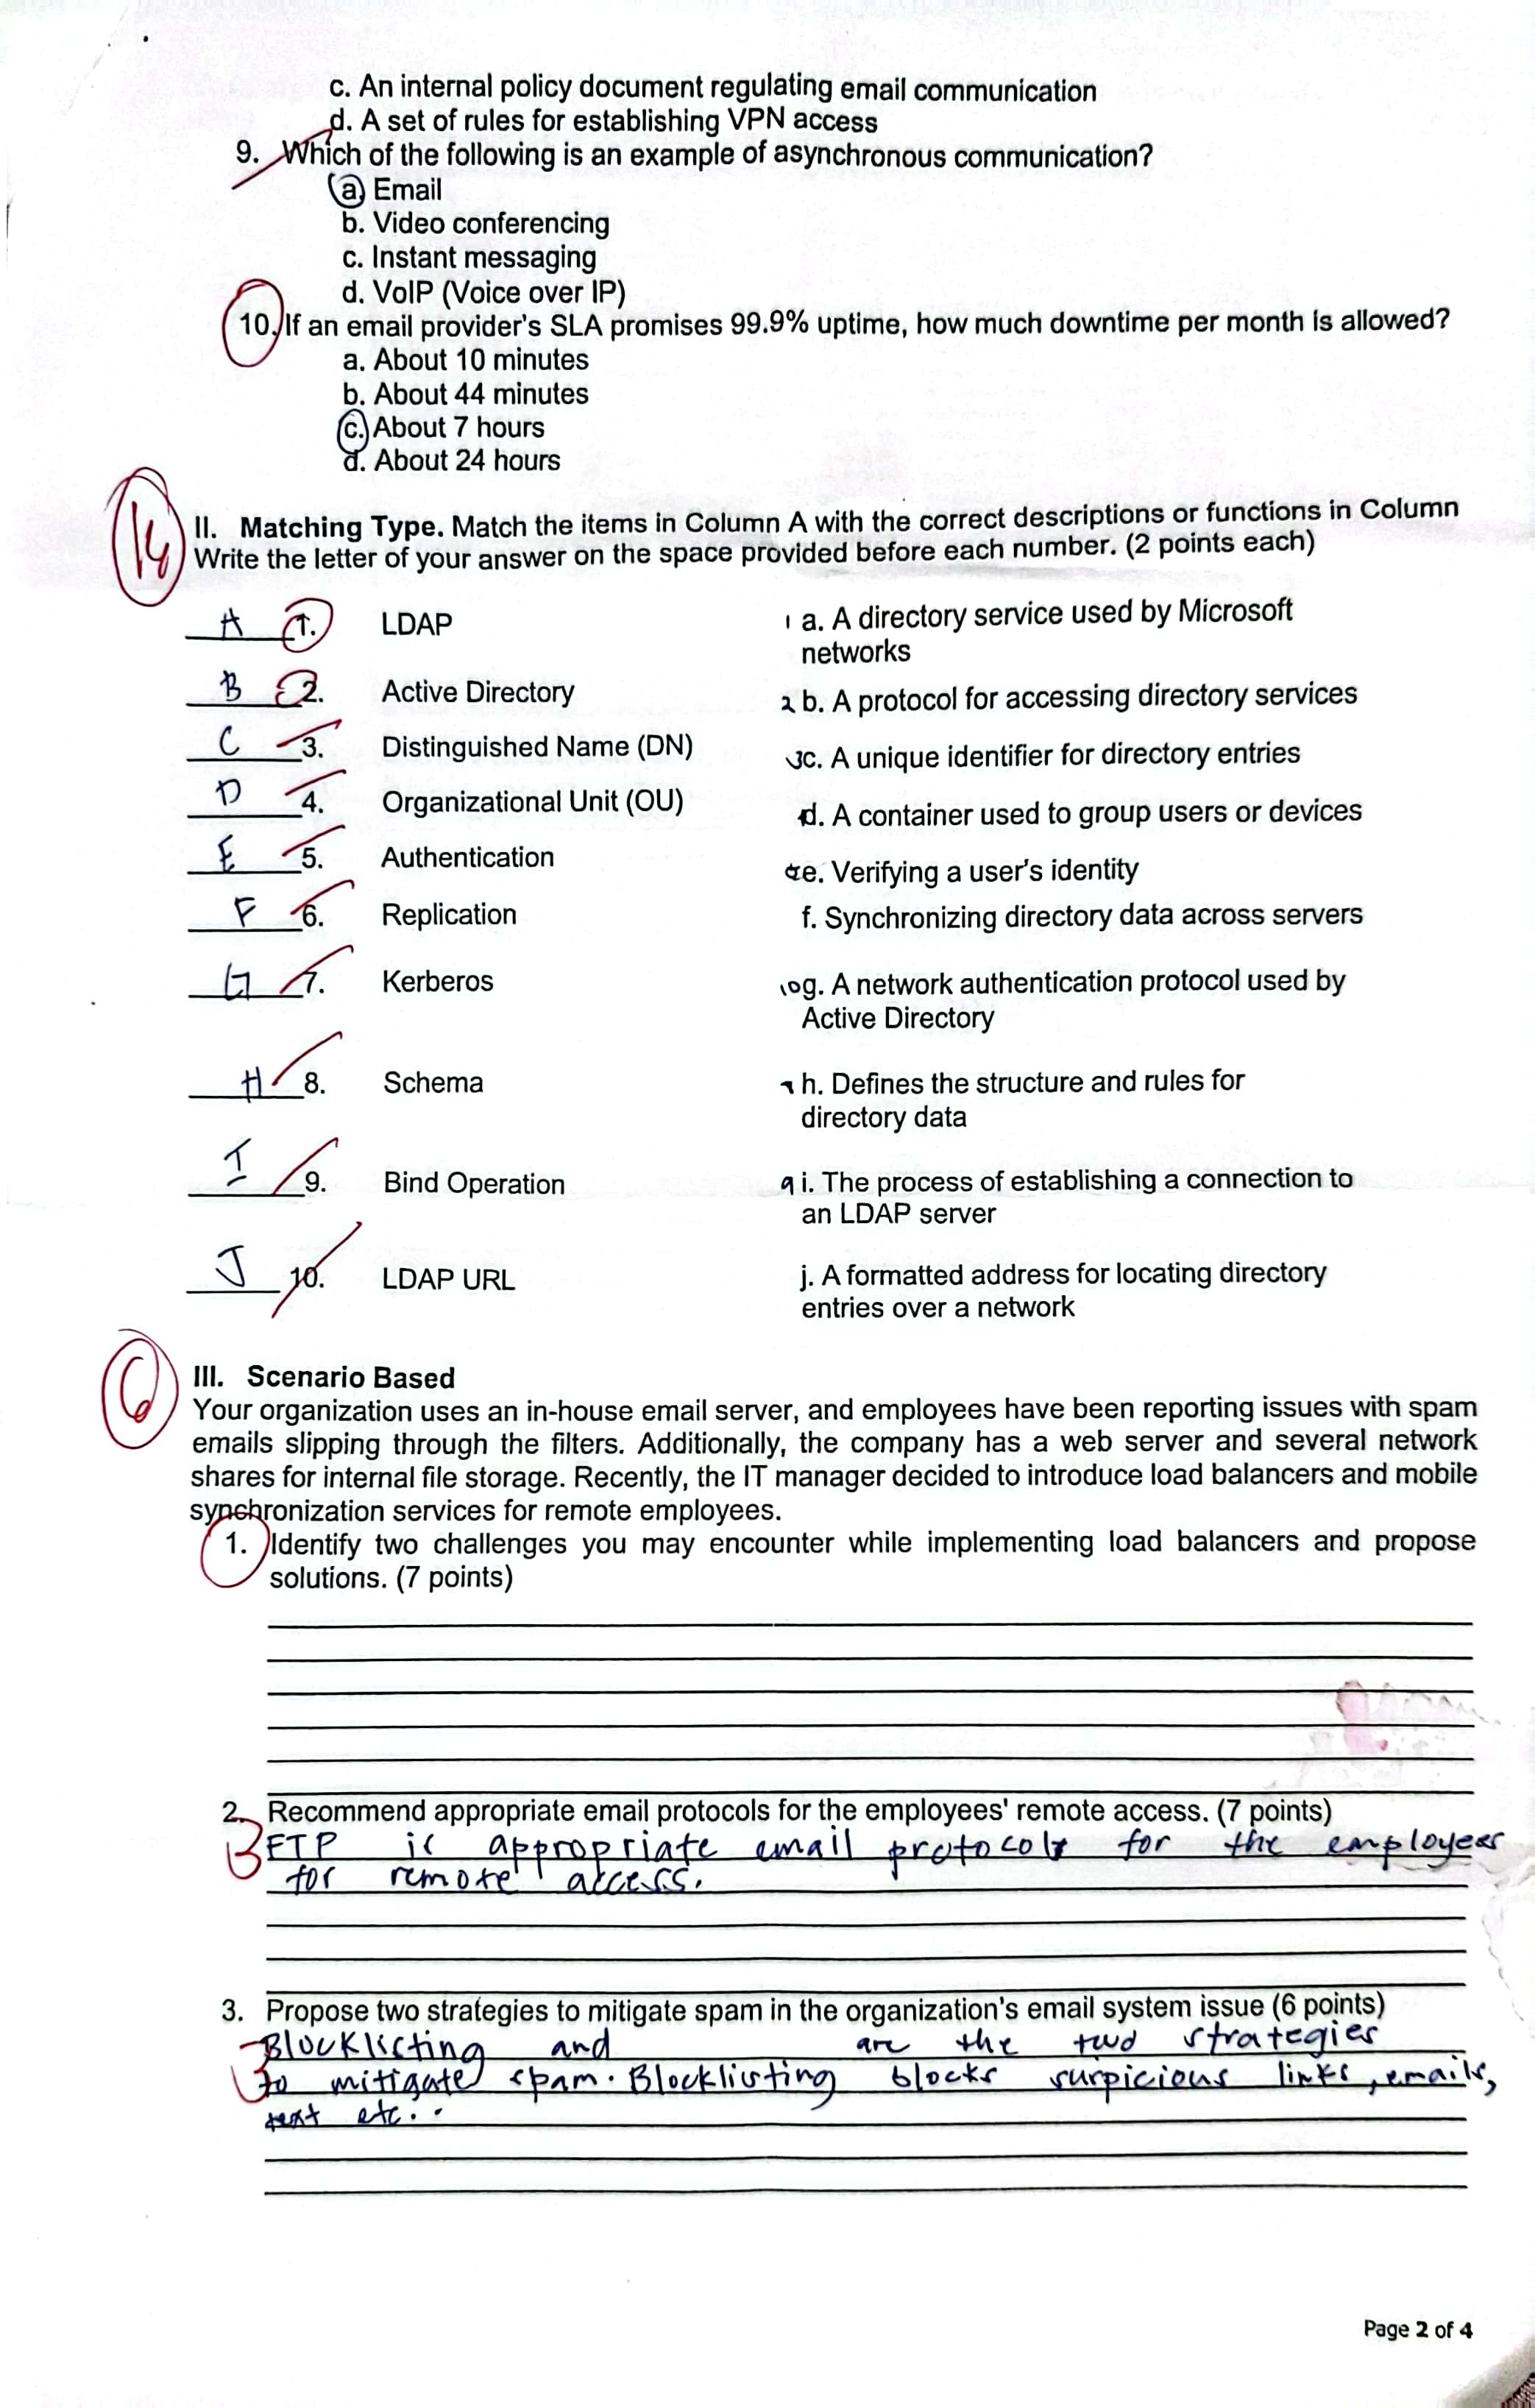 c. An internal policy document regulating email communication
d. A set of rules for establishing VPN access
9. Which of the following is an example of asynchronous communication?
a. Email
b. Video conferencing
c. Instant messaging
d. VoIP (Voice over IP)
10. If an email provider's SLA promises 99.9% uptime, how much downtime per month is allowed?
a. About 10 minutes
b. About 44 minutes
c. About 7 hours
d. About 24 hours
II. Matching Type. Match the items in Column A with the correct descriptions or functions in Column
Write the letter of your answer on the space provided before each number. (2 points each)
A 1. LDAP 1 a. A directory service used by Microsoft
networks
B 2. Active Directory 2 b. A protocol for accessing directory services
C 3. Distinguished Name (DN) 3 c. A unique identifier for directory entries
D 4. Organizational Unit (OU) d. A container used to group users or devices
E 5. Authentication e. Verifying a user's identity
F 6. Replication f. Synchronizing directory data across servers
G 7. Kerberos 10 g. A network authentication protocol used by
Active Directory
H 8. Schema h. Defines the structure and rules for
directory data
I 9. Bind Operation 9 i. The process of establishing a connection to
an LDAP server
J 10. LDAP URL j. A formatted address for locating directory
entries over a network
6
III. Scenario Based
Your organization uses an in-house email server, and employees have been reporting issues with spam
emails slipping through the filters. Additionally, the company has a web server and several network
shares for internal file storage. Recently, the IT manager decided to introduce load balancers and mobile
synchronization services for remote employees.
1. Identify two challenges you may encounter while implementing load balancers and propose
solutions. (7 points)
2. Recommend appropriate email protocols for the employees' remote access. (7 points)
3 FTP is appropriate email protocols for the employees
for remote access.
3. Propose two strategies to mitigate spam in the organization's email system issue (6 points)
3 Blocklisting and are the two strategies
to mitigate spam. Blocklisting blocks suspicious links, emails,
text etc..
Page 2 of 4